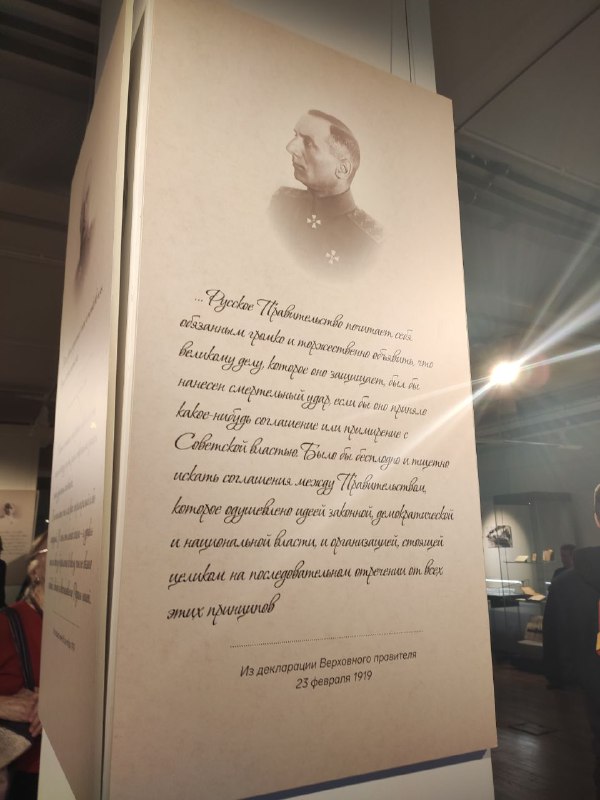 ... Русское Правительство почитает себя
обязанным громко и торжественно объявить, что
великому делу, которое оно защищает, был бы
нанесен смертельный удар, если бы оно приняло
какое-нибудь соглашение или примирение с
Советской властью. Было бы бесплодно и тщетно
искать соглашения между Правительством,
которое одушевлено идеей законной, демократической
и национальной власти, и организацией, стоящей
целиком на последовательном отречении от всех
этих принципов
Из декларации Верховного правителя
23 февраля 1919